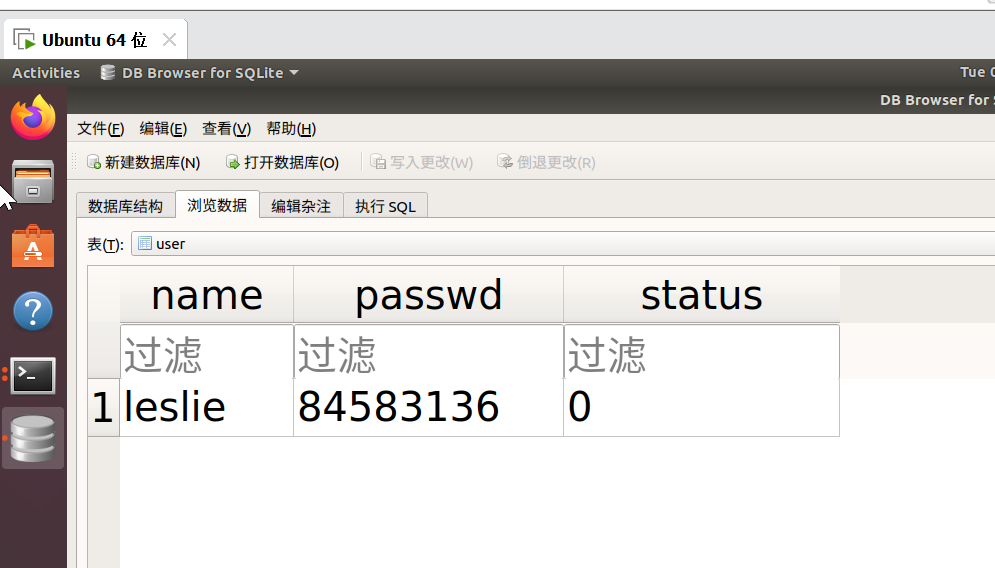 Ubuntu 64 位
Activities DB Browser for SQLite Tue
DB Browser for
文件(F) 编辑(E) 查看(V) 帮助(H)
新建数据库(N) 打开数据库(O) 写入更改(W) 倒退更改(R)
数据库结构 浏览数据 编辑杂注 执行 SQL
表(T): user
name passwd status
过滤 过滤 过滤
1 leslie 84583136 0